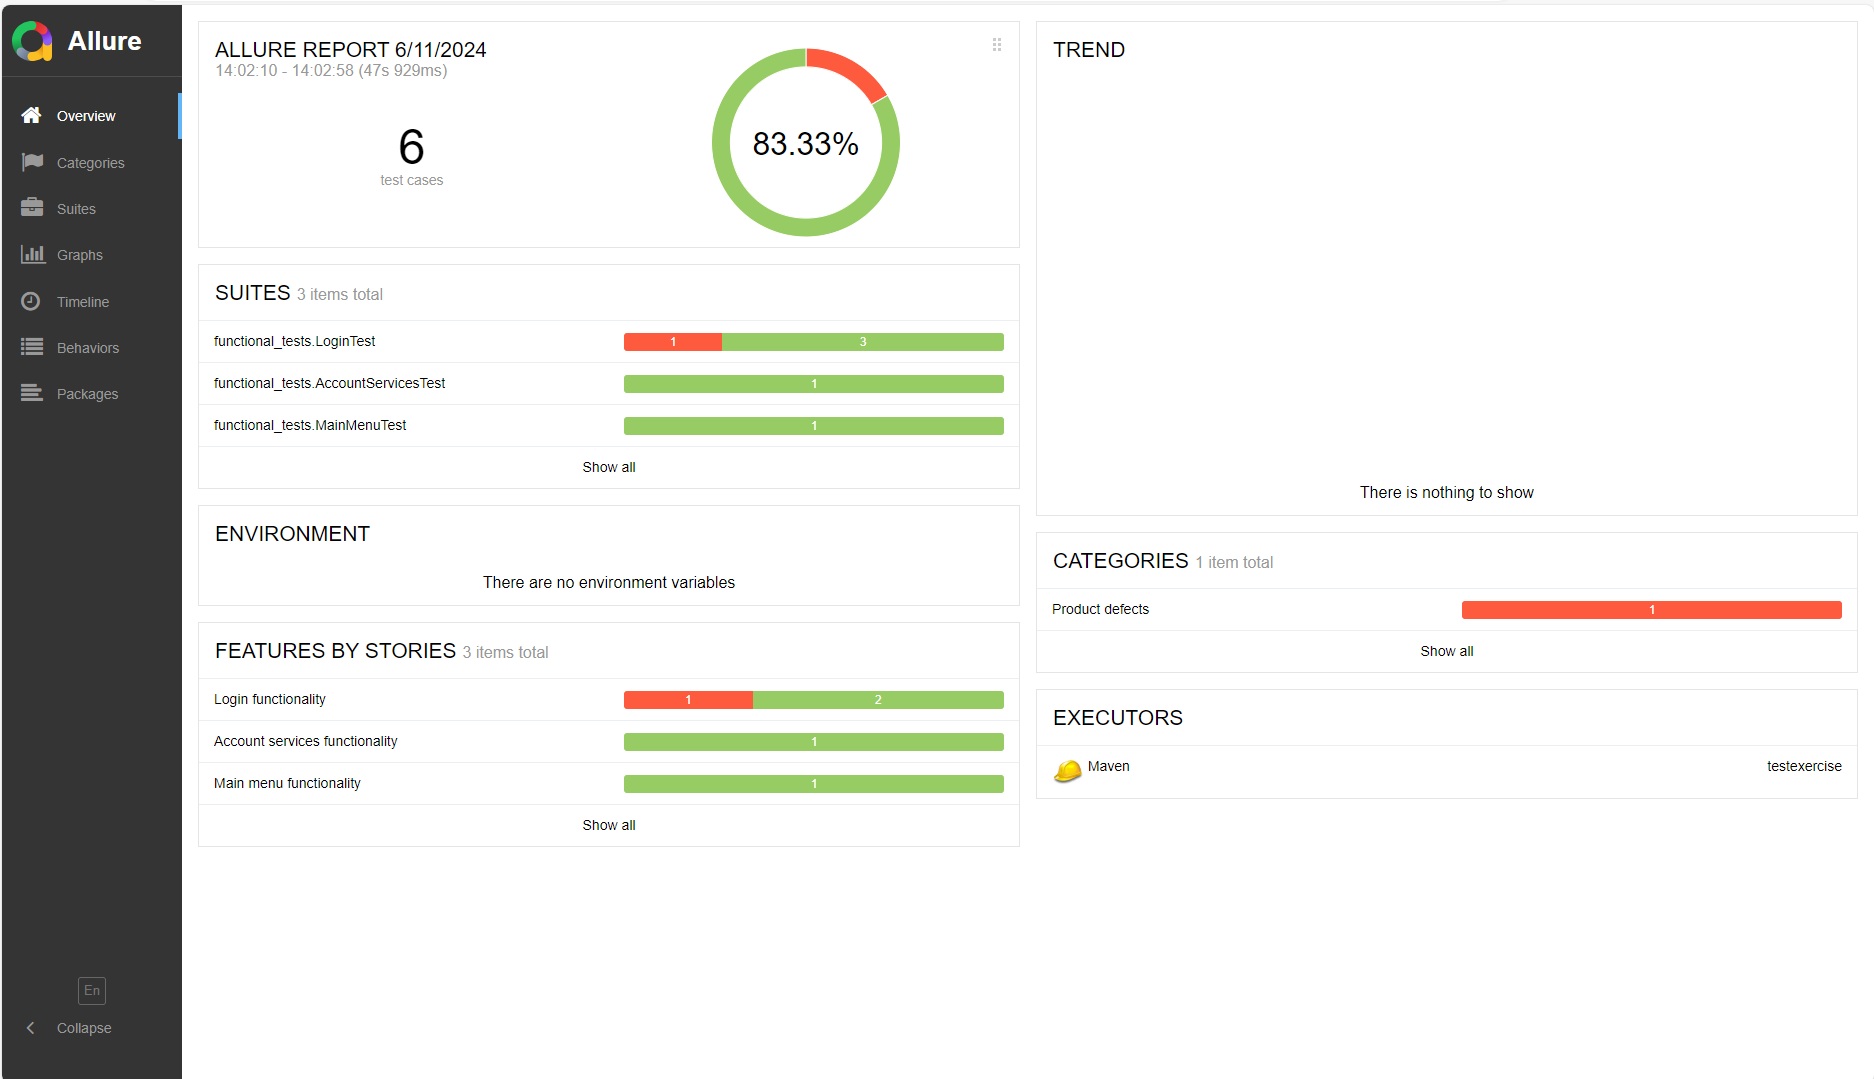 Allure
Overview
Categories
Suites
Graphs
Timeline
Behaviors
Packages
En
Collapse
ALLURE REPORT 6/11/2024
14:02:10 - 14:02:58 (47s 929ms)
6
test cases
83.33%
SUITES 3 items total
functional_tests.LoginTest 1 3
functional_tests.AccountServicesTest 1
functional_tests.MainMenuTest 1
Show all
ENVIRONMENT
There are no environment variables
FEATURES BY STORIES 3 items total
Login functionality 1 2
Account services functionality 1
Main menu functionality 1
Show all
TREND
There is nothing to show
CATEGORIES 1 item total
Product defects 1
Show all
EXECUTORS
Maven testexercise